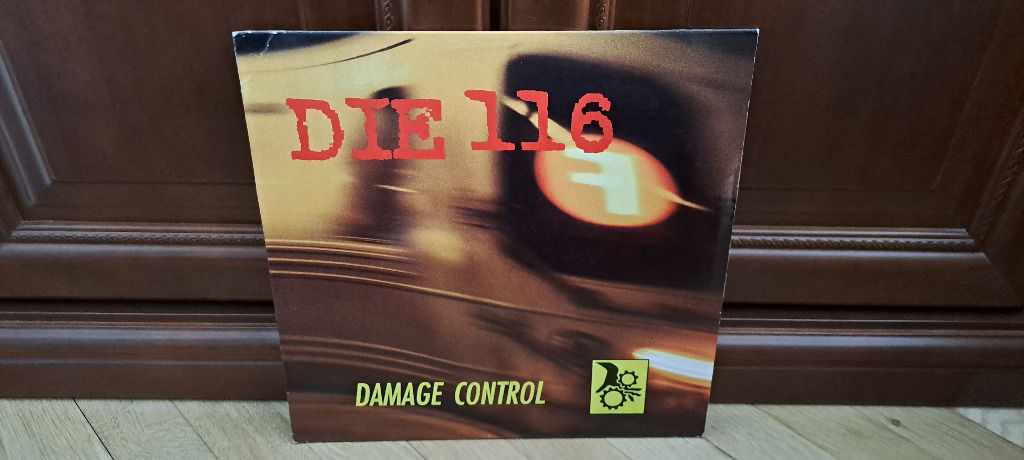 DIE 116
DAMAGE CONTROL